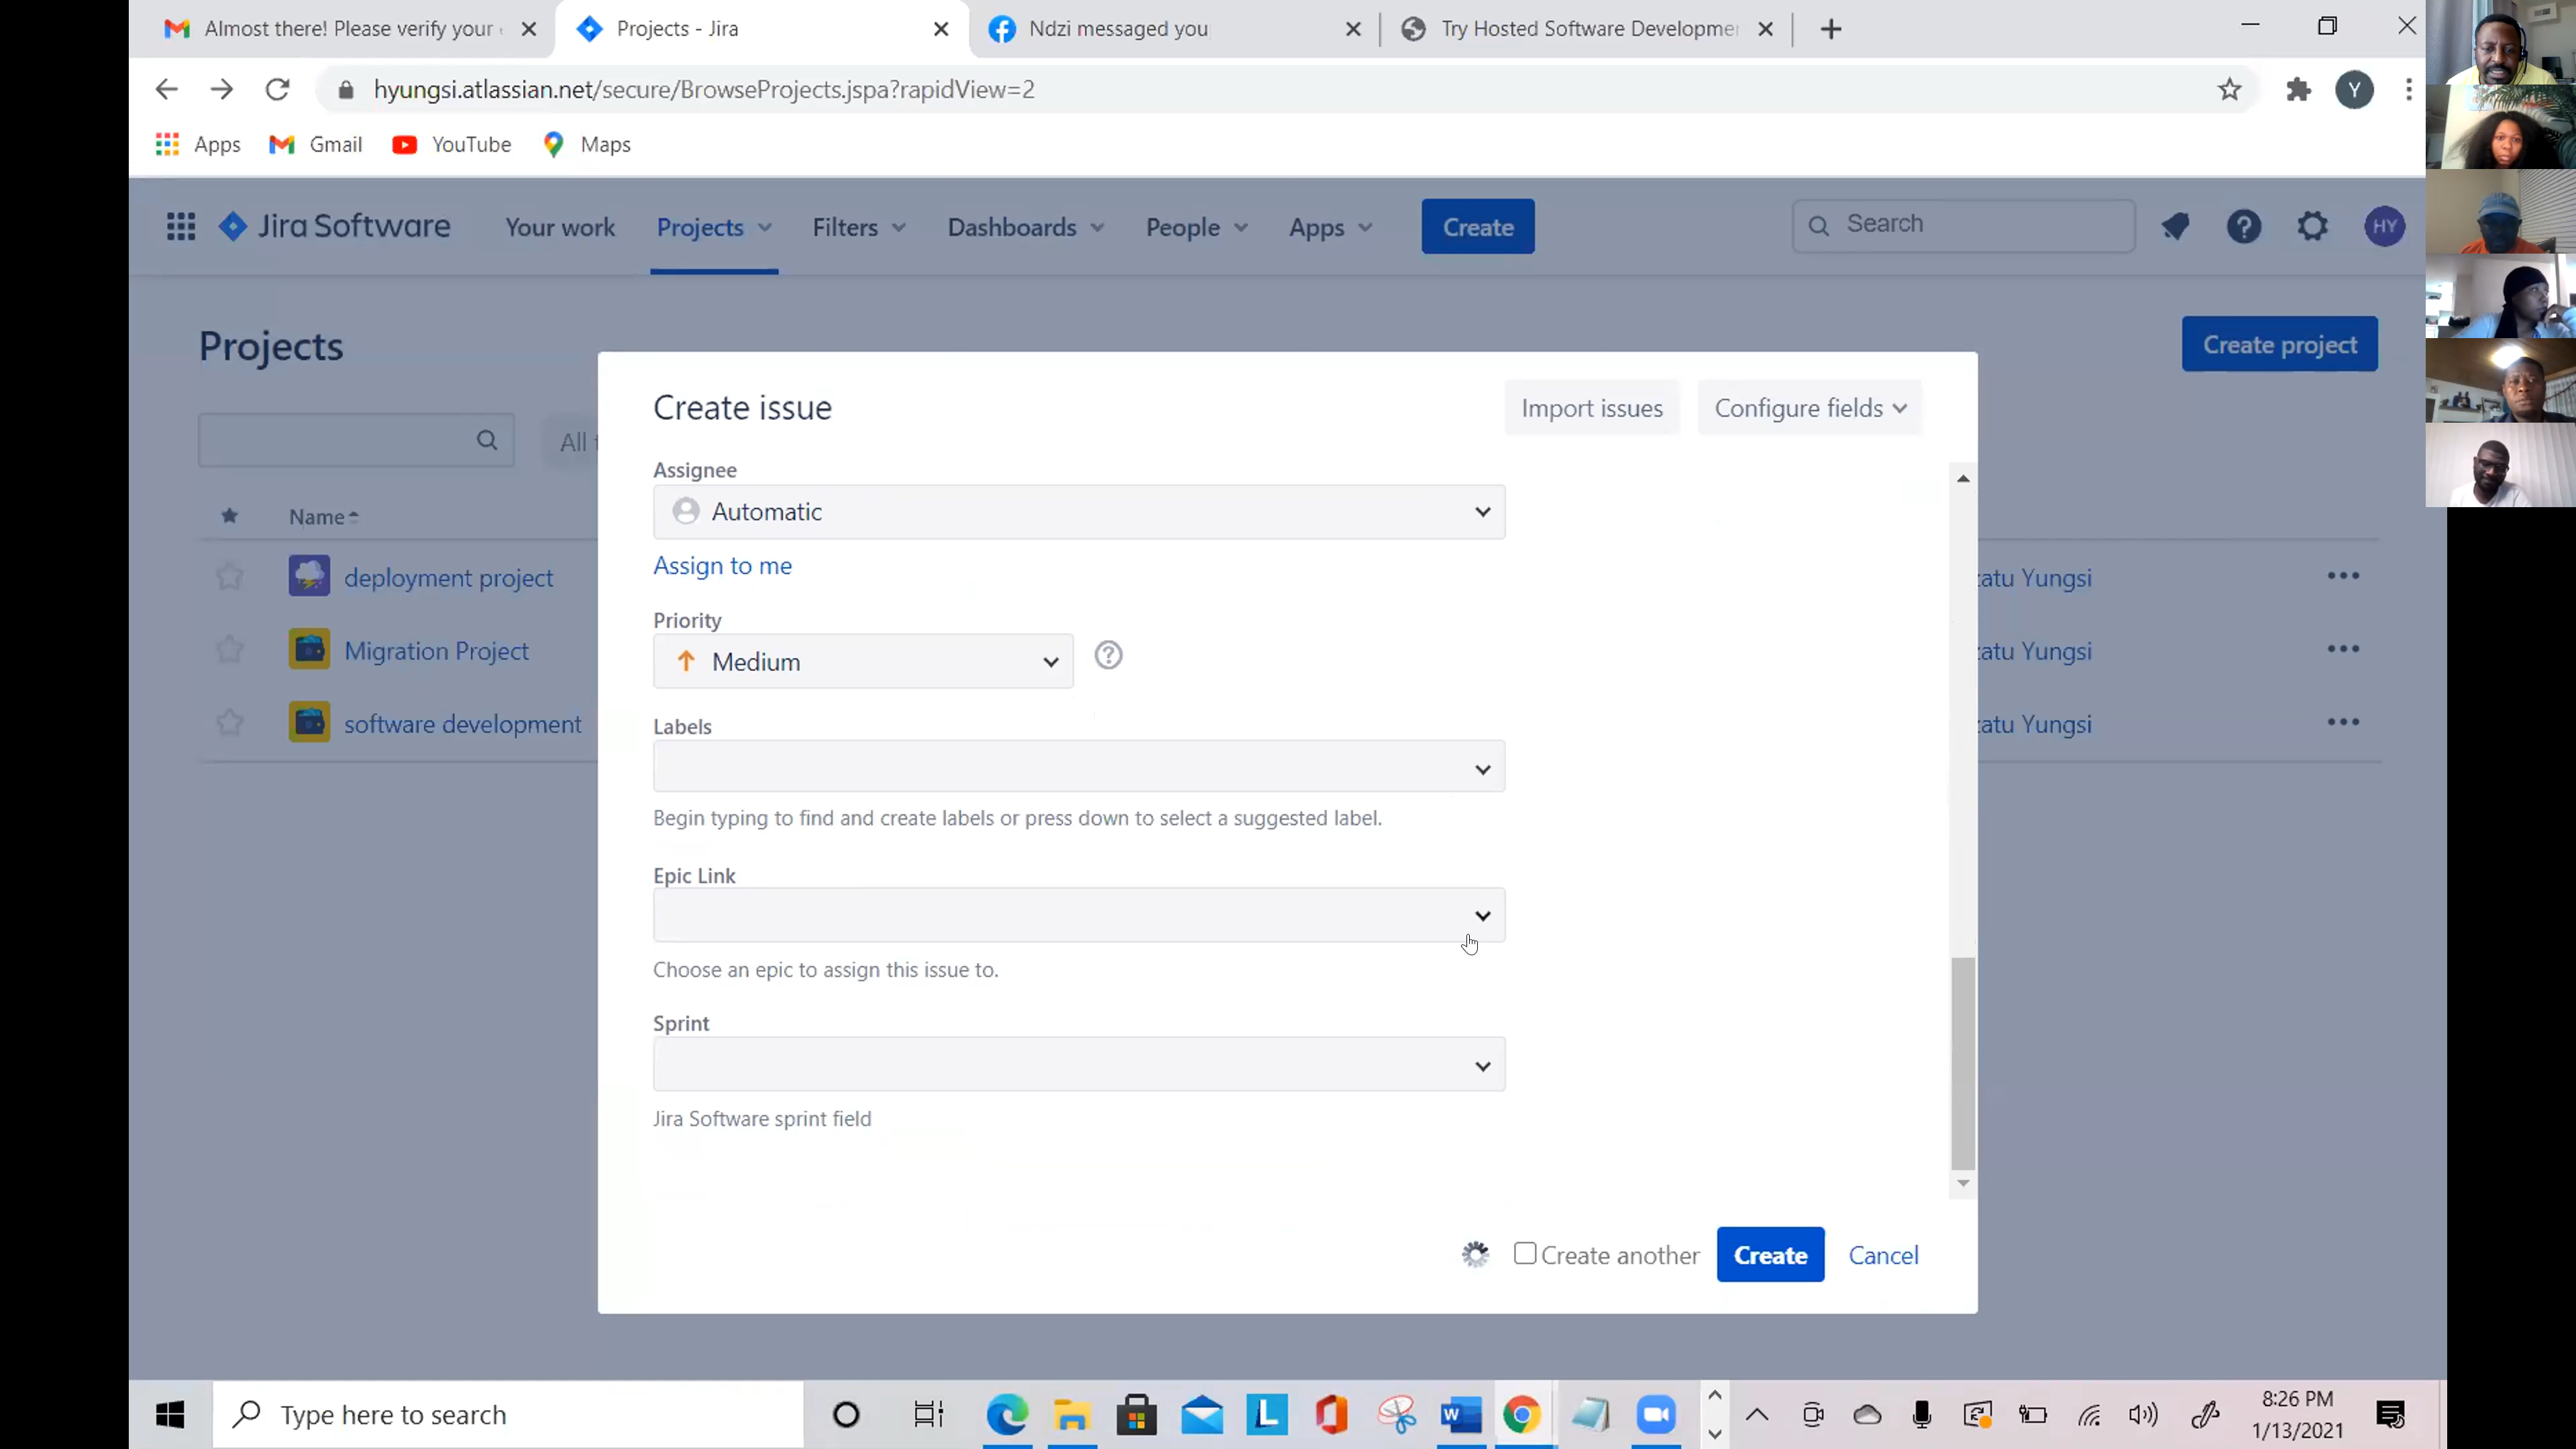 Almost there! Please verify your
Projects - Jira
Ndzi messaged you
Try Hosted Software Developme
hyungsi.atlassian.net/secure/BrowseProjects.jspa?rapidView=2
Y
Apps
Gmail
YouTube
Maps
Jira Software
Your work
Projects
Filters
Dashboards
People
Apps
Create
Search
HY
Projects
Create project
All
Name
deployment project
Migration Project
software development
atu Yungsi
atu Yungsi
atu Yungsi
Create issue
Import issues
Configure fields
Assignee
Automatic
Assign to me
Priority
Medium
Labels
Begin typing to find and create labels or press down to select a suggested label.
Epic Link
Choose an epic to assign this issue to.
Sprint
Jira Software sprint field
Create another
Create
Cancel
Type here to search
8:26 PM
1/13/2021